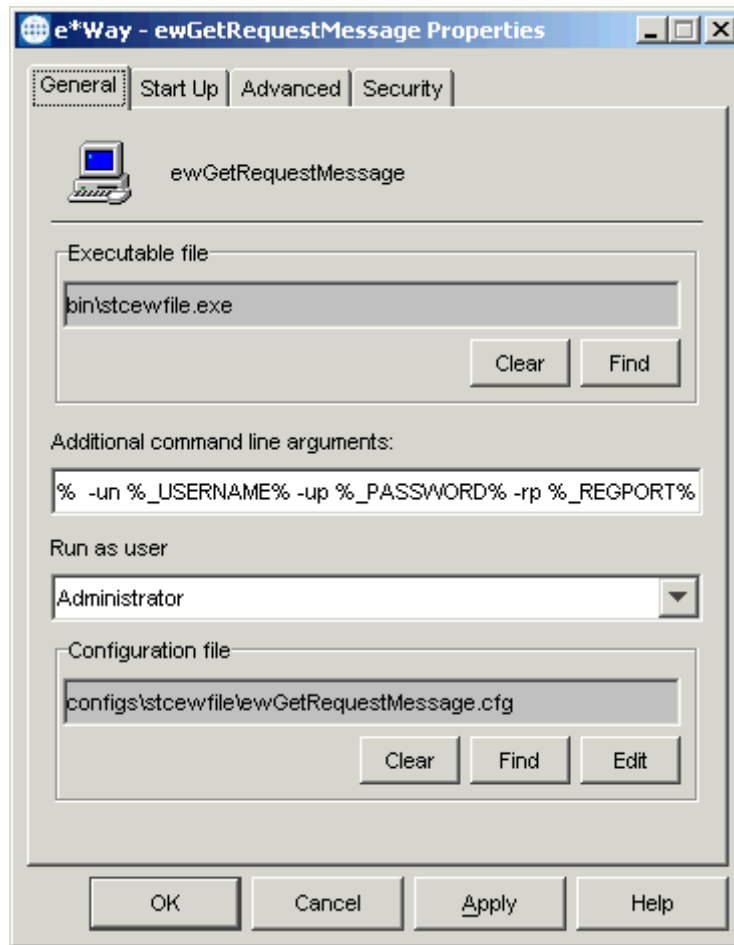 e*Way - ewGetRequestMessage Properties
General Start Up Advanced Security
ewGetRequestMessage
Executable file
bin\stcewfile.exe
Clear Find
Additional command line arguments:
% -un %_USERNAME% -up %_PASSWORD% -rp %_REGPORT%
Run as user
Administrator
Configuration file
configs\stcewfile\ewGetRequestMessage.cfg
Clear Find Edit
OK Cancel Apply Help